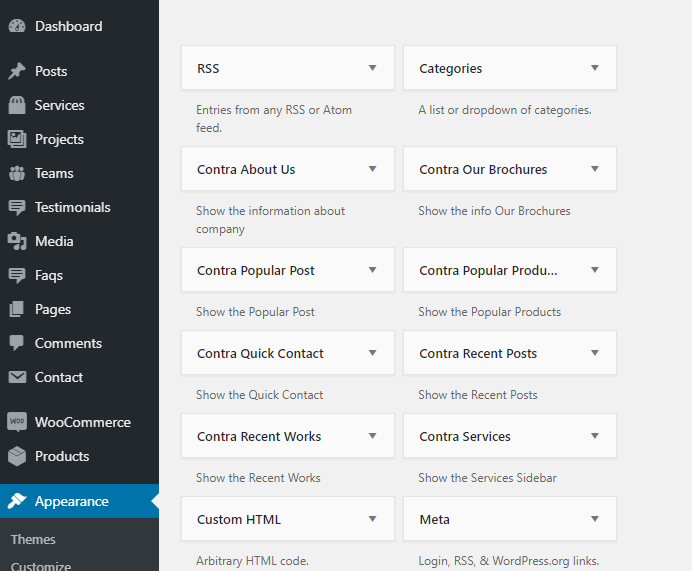 Dashboard
Posts
Services
Projects
Teams
Testimonials
Media
Faqs
Pages
Comments
Contact
Woo
WooCommerce
Products
Appearance
Themes
Customize
RSS
Categories
Entries from any RSS or Atom
feed.
A list or dropdown of categories.
Contra About Us
Contra Our Brochures
Show the information about
company
Show the info Our Brochures
Contra Popular Post
Contra Popular Produ...
Show the Popular Post
Show the Popular Products
Contra Quick Contact
Contra Recent Posts
Show the Quick Contact
Show the Recent Posts
Contra Recent Works
Contra Services
Show the Recent Works
Show the Services Sidebar
Custom HTML
Meta
Arbitrary HTML code.
Login, RSS, & WordPress.org links.